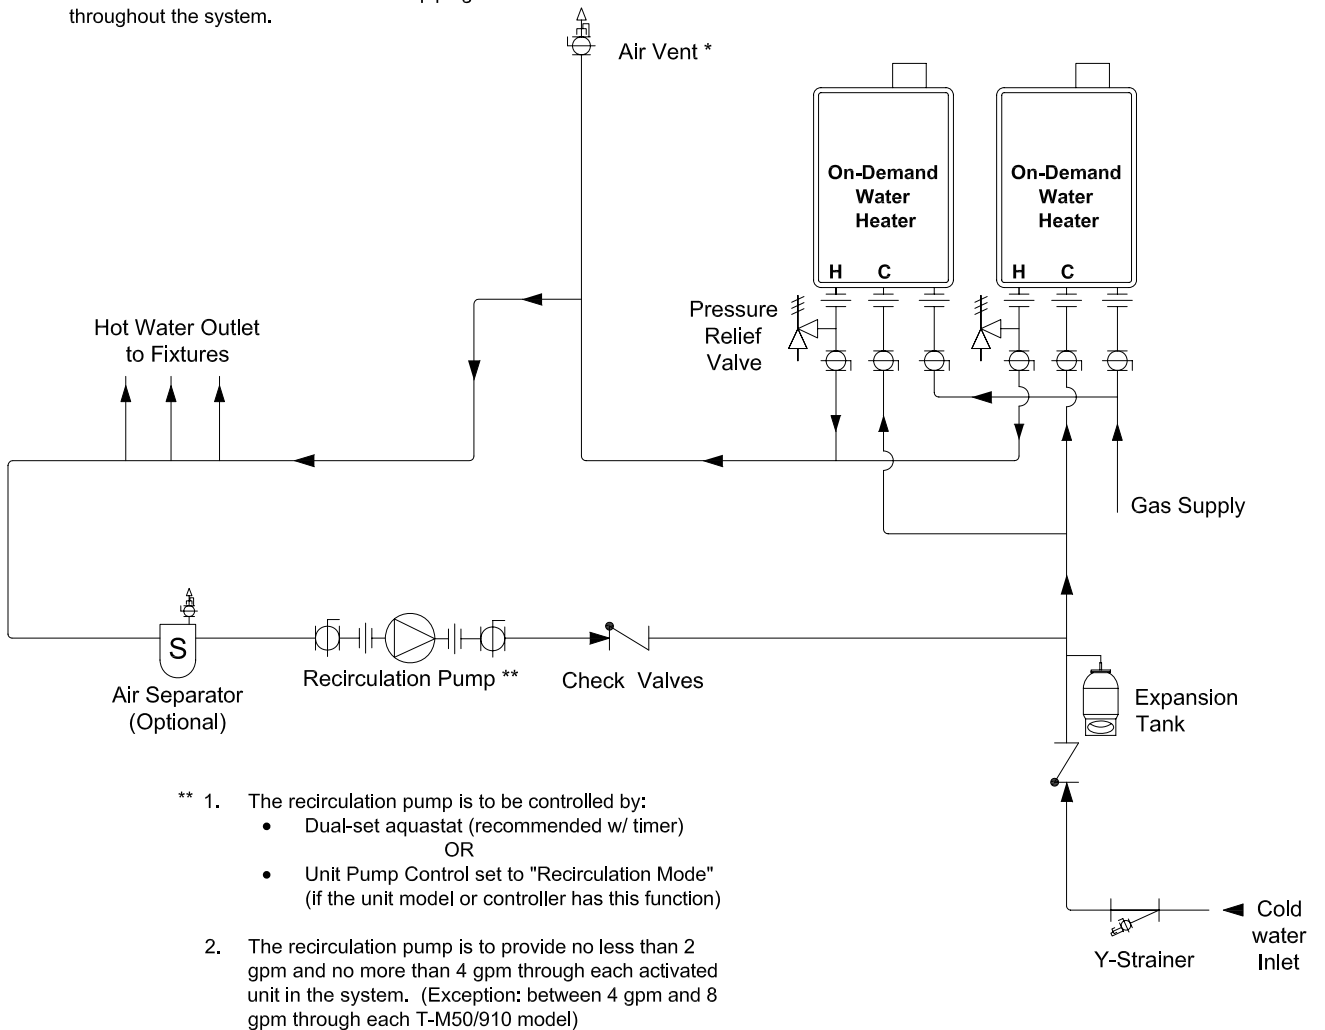 throughout the system.
Air Vent *
On-Demand
Water
Heater
H C
On-Demand
Water
Heater
H C
Pressure
Relief
Valve
Hot Water Outlet
to Fixtures
Gas Supply
S
Air Separator
(Optional)
Recirculation Pump **
Check Valves
Expansion
Tank
** 1. The recirculation pump is to be controlled by:
• Dual-set aquastat (recommended w/ timer)
OR
• Unit Pump Control set to "Recirculation Mode"
(if the unit model or controller has this function)
2. The recirculation pump is to provide no less than 2
gpm and no more than 4 gpm through each activated
unit in the system. (Exception: between 4 gpm and 8
gpm through each T-M50/910 model)
Cold
water
Inlet
Y-Strainer